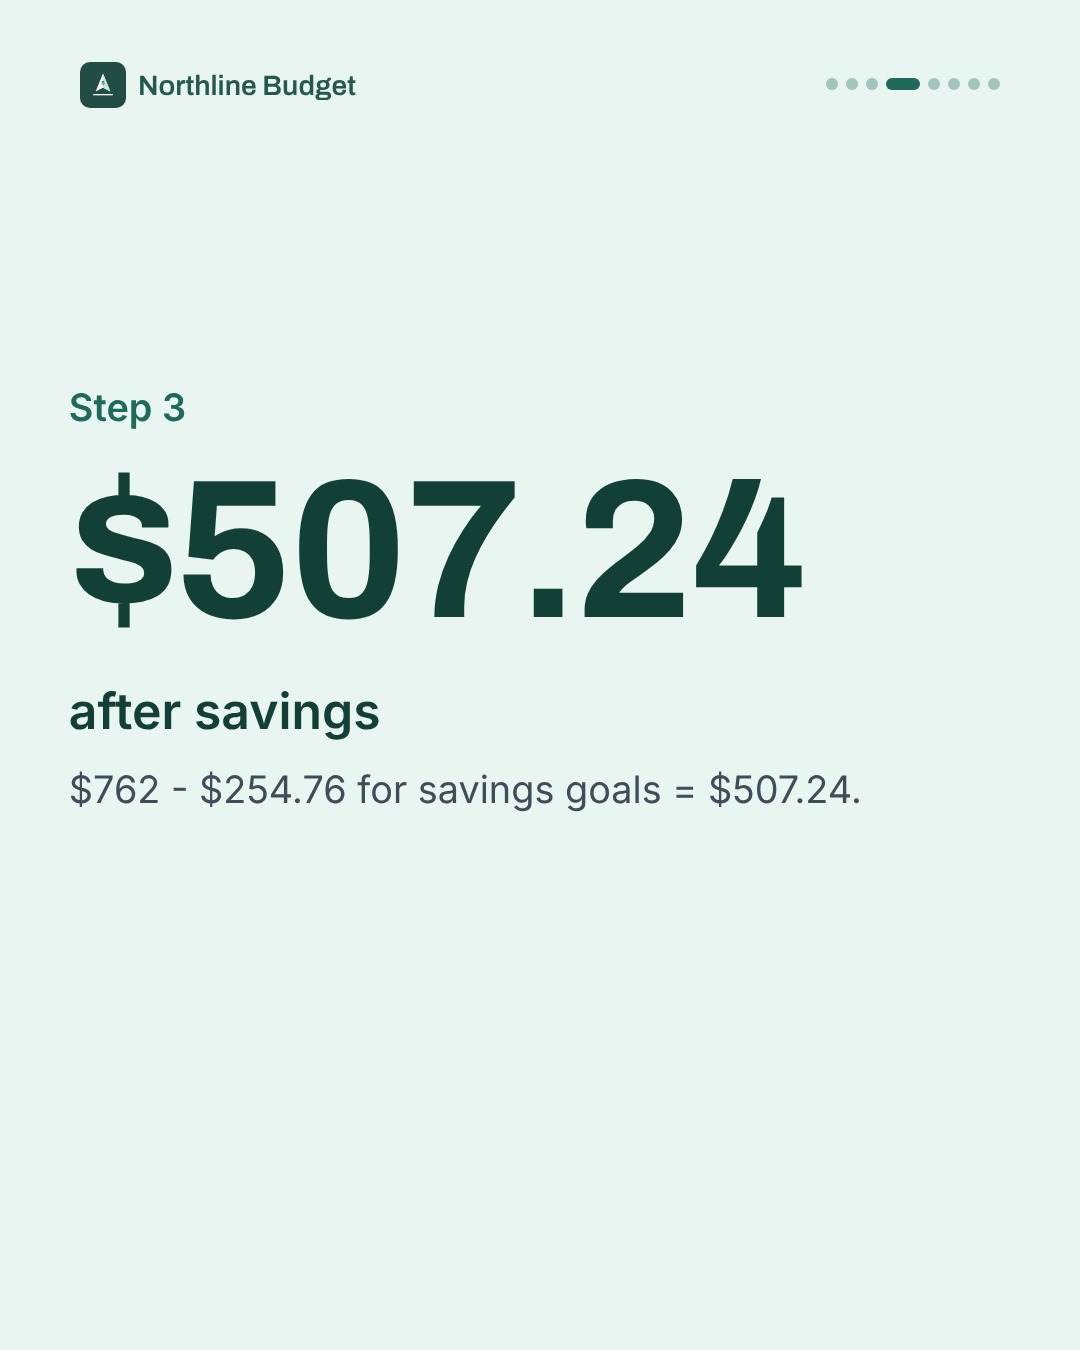 Northline Budget
Step 3
$507.24
after savings
$762 - $254.76 for savings goals = $507.24.